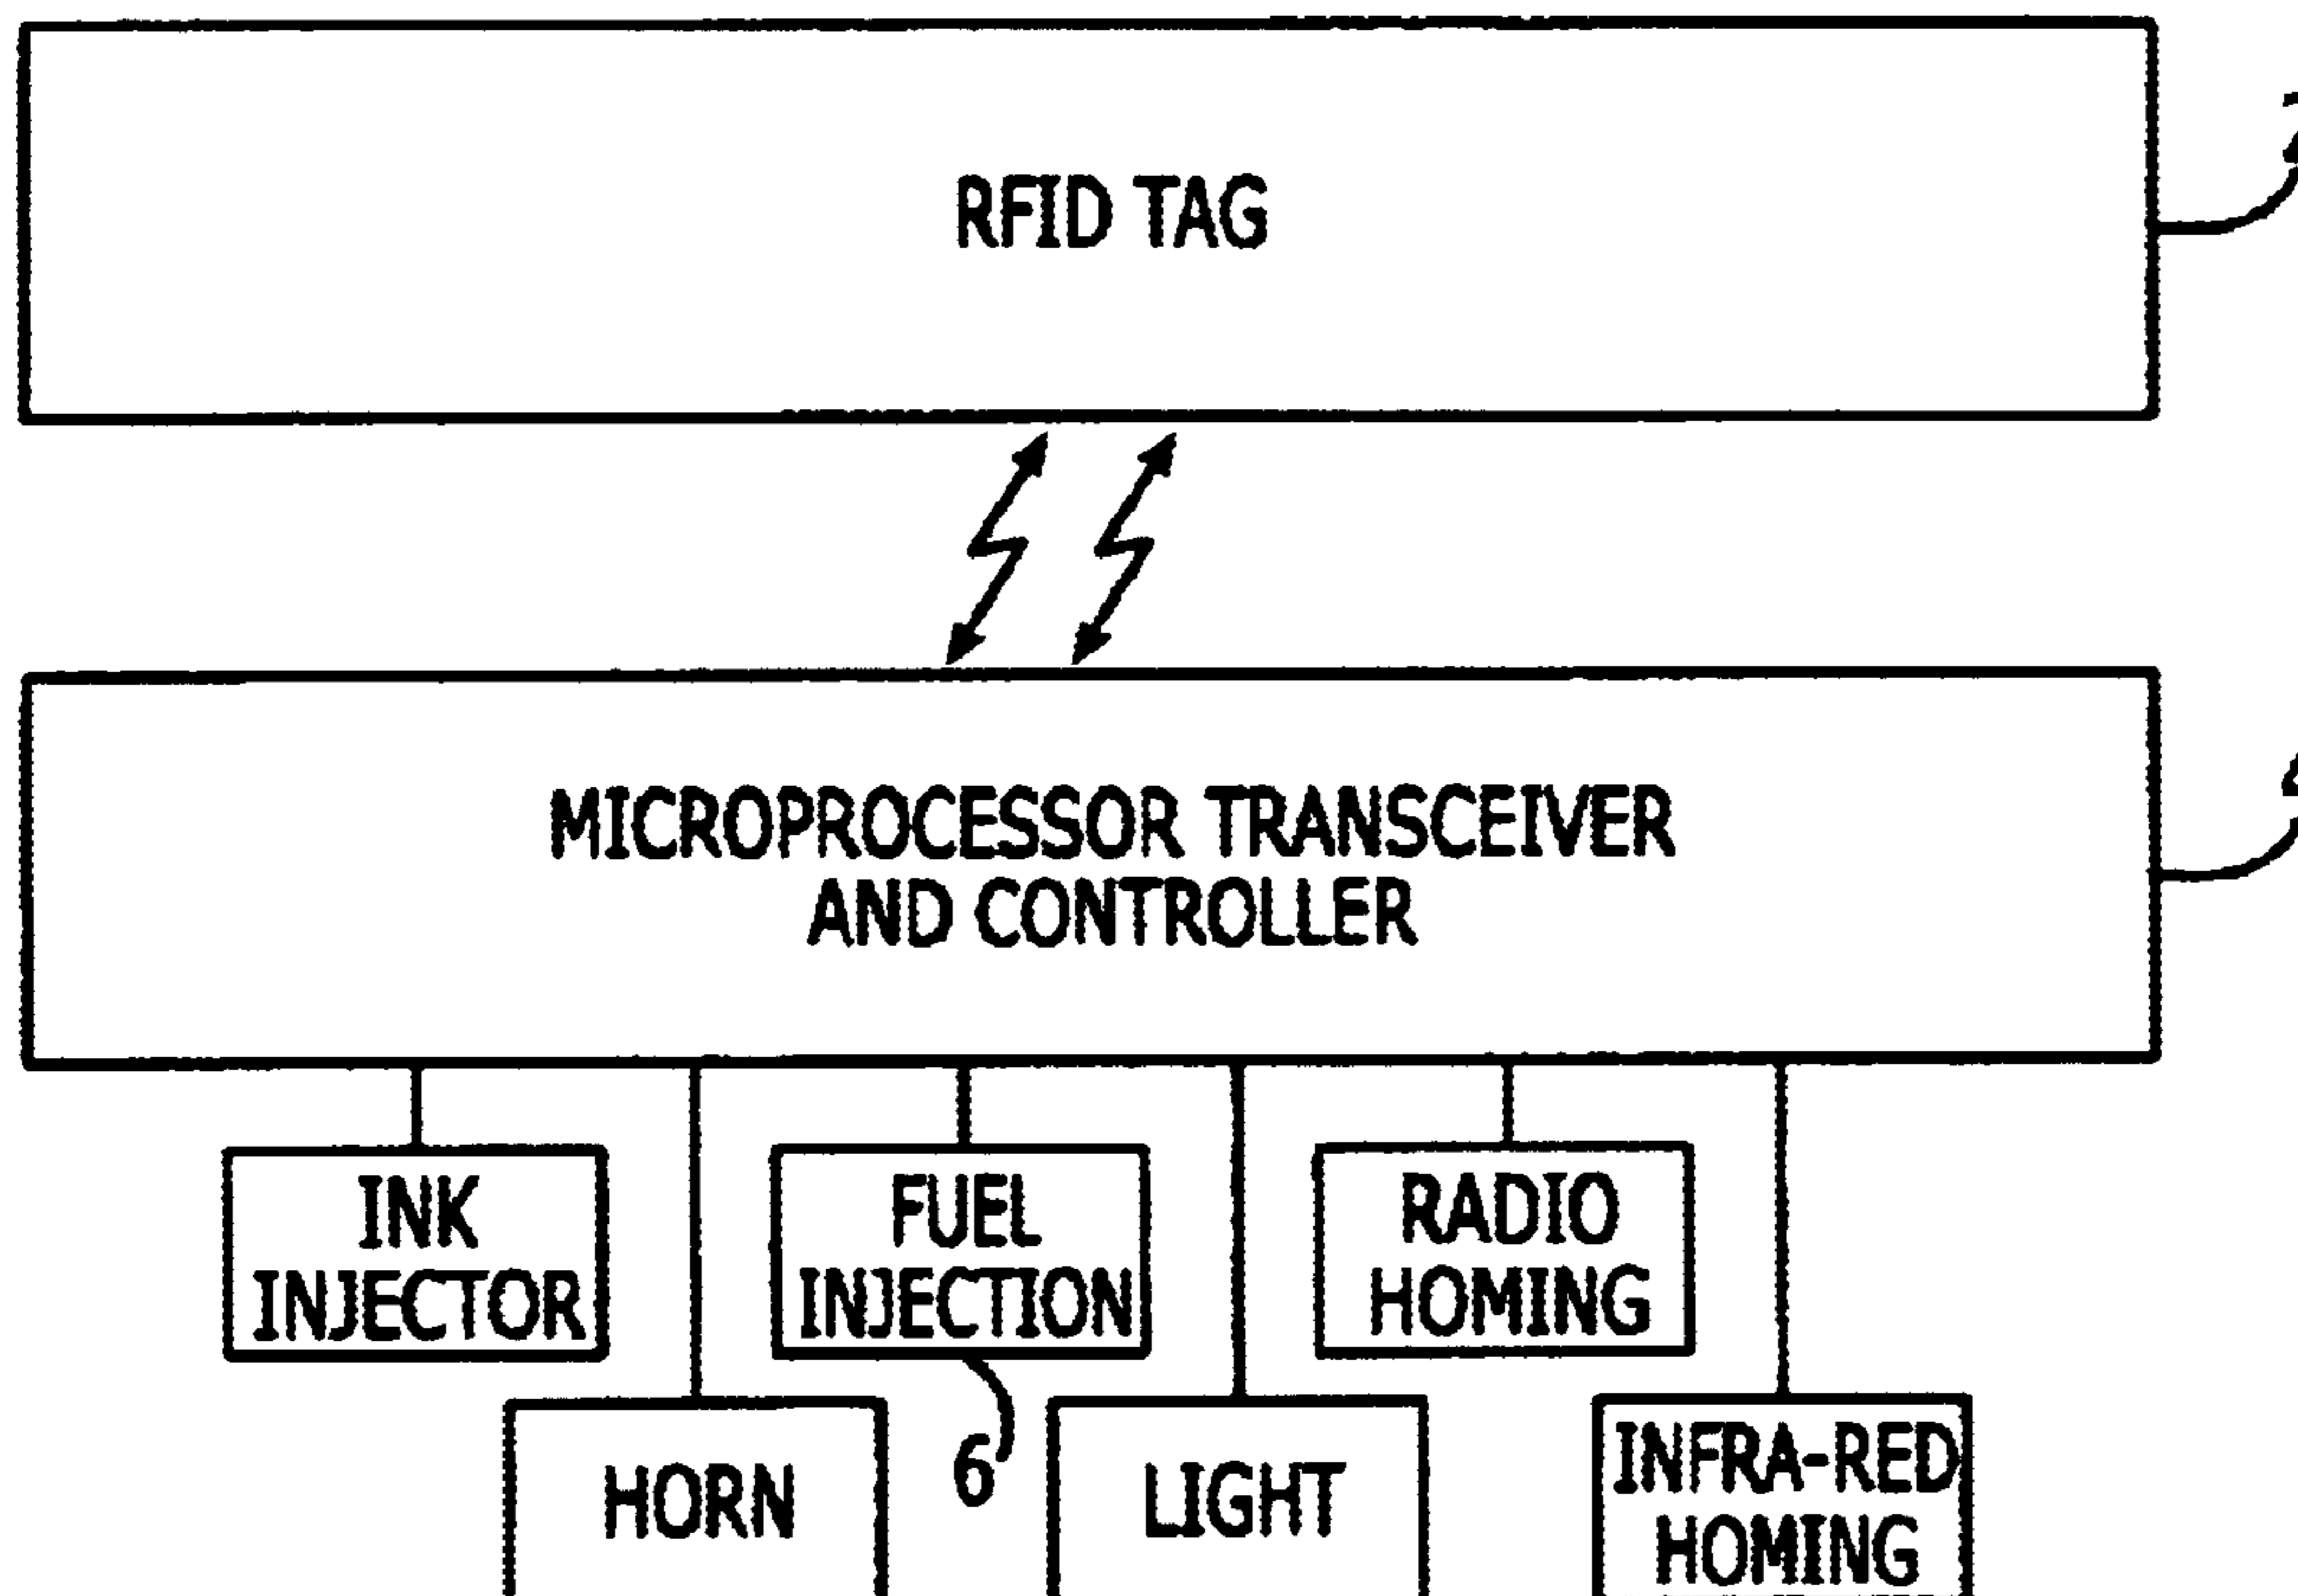 RFID TAG
MICROPROCESSOR TRANSCEIVER
AND CONTROLLER
INK
INJECTOR
FUEL
INJECTION
RADIO
HOMING
6
HORN
LIGHT
INFRA-RED
HOMING